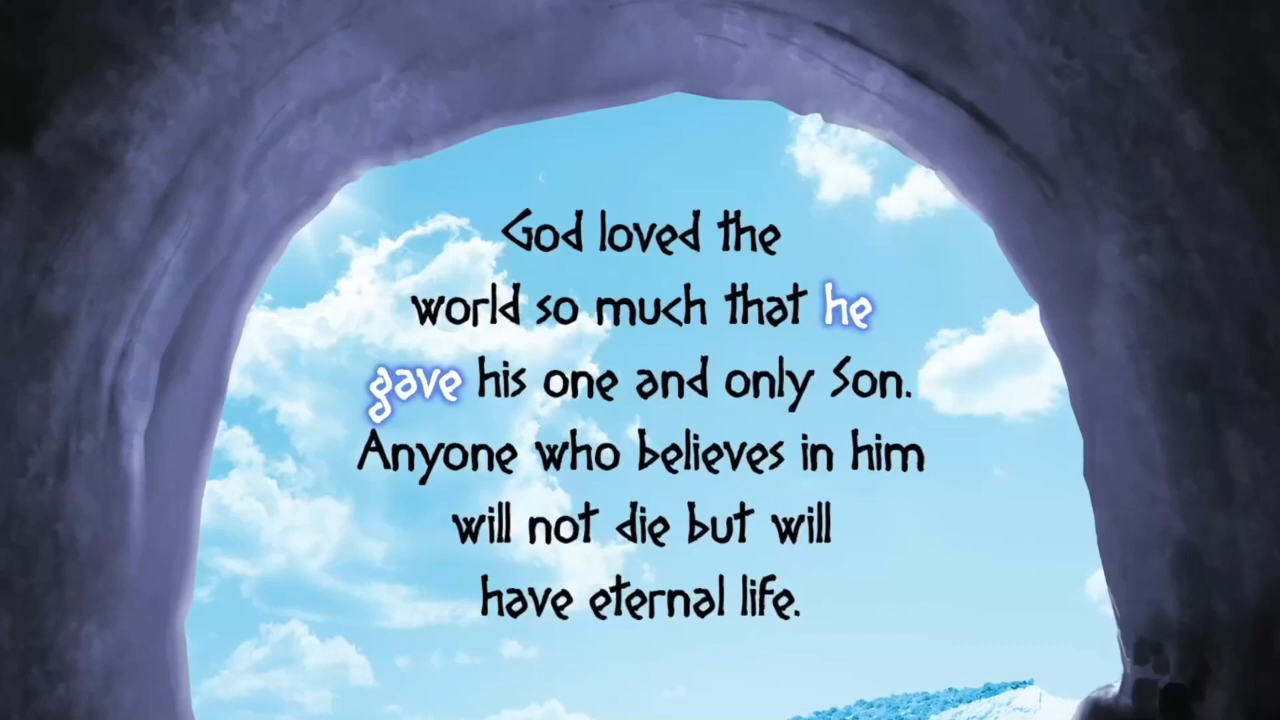 God loved the
world so much that he
gave his one and only Son.
Anyone who believes in him
will not die but will
have eternal life.